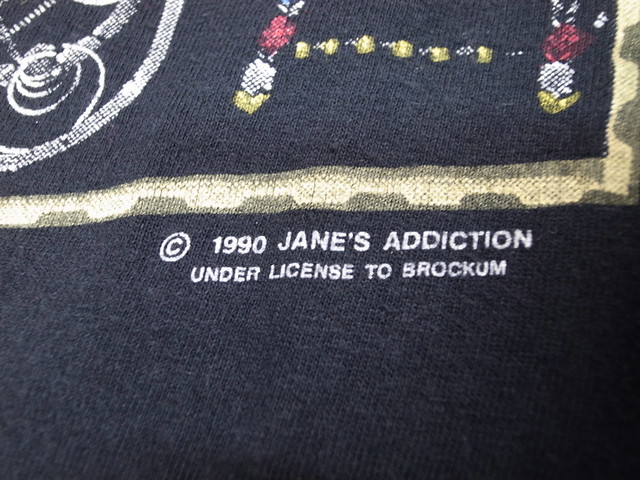 © 1990 JANE'S ADDICTION
UNDER LICENSE TO BROCKUM